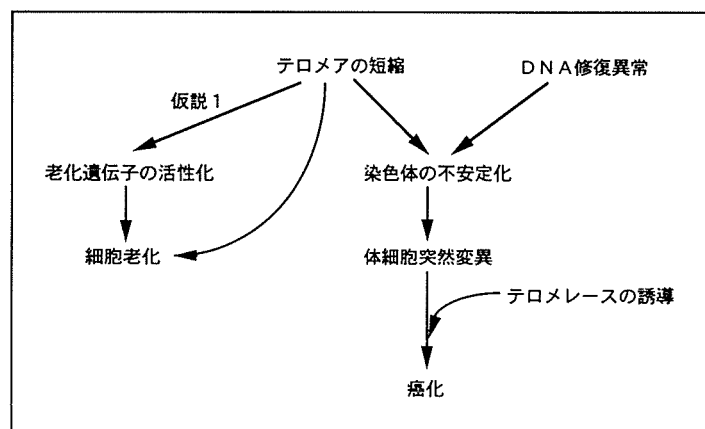 テロメアの短縮
DNA修復異常
仮説1
老化遺伝子の活性化
染色体の不安定化
細胞老化
体細胞突然変異
テロメレースの誘導
癌化